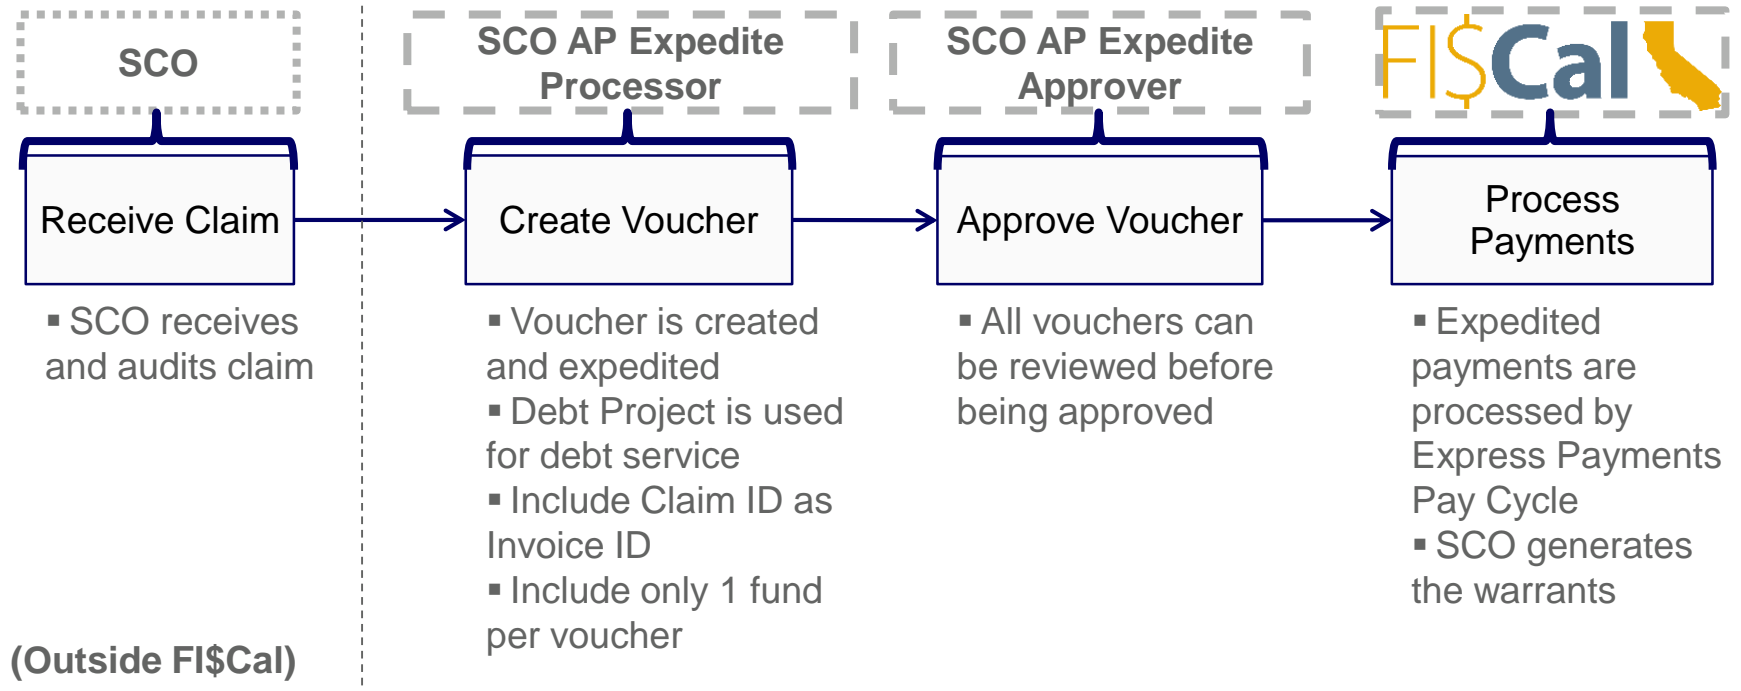 SCO
SCO AP Expedite
Processor
SCO AP Expedite
Approver
FI$Cal
Receive Claim
Create Voucher
Approve Voucher
Process
Payments
▪ SCO receives
and audits claim
▪ Voucher is created
and expedited
▪ Debt Project is used
for debt service
▪ Include Claim ID as
Invoice ID
▪ Include only 1 fund
per voucher
▪ All vouchers can
be reviewed before
being approved
▪ Expedited
payments are
processed by
Express Payments
Pay Cycle
▪ SCO generates
the warrants
(Outside FI$Cal)